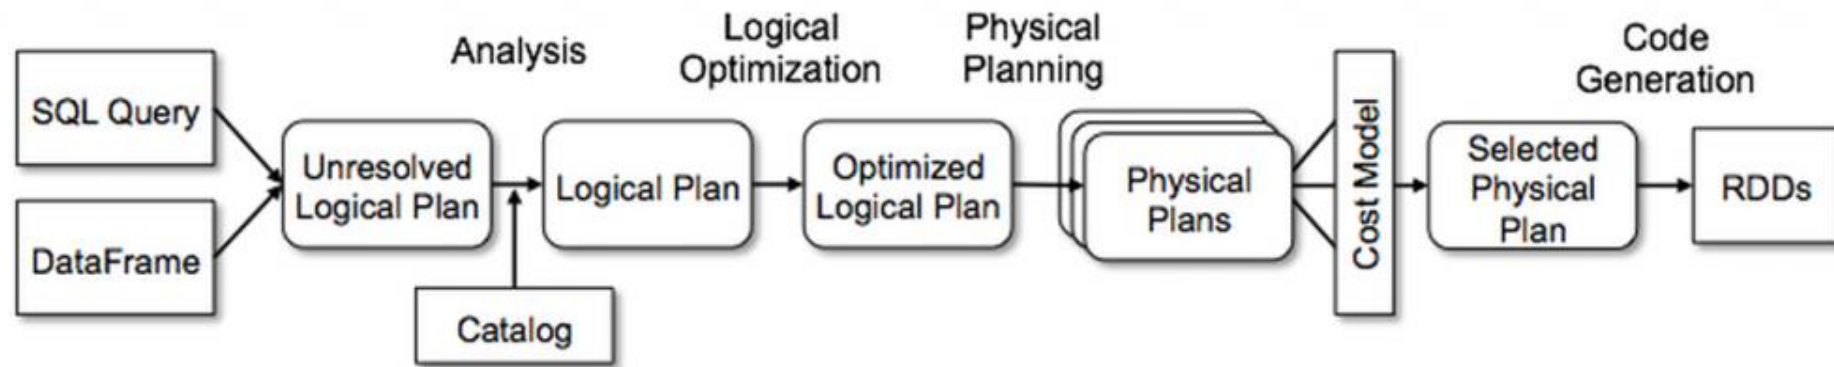 SQL Query
DataFrame
Analysis
Unresolved
Logical Plan
Catalog
Logical Plan
Logical
Optimization
Optimized
Logical Plan
Physical
Planning
Physical
Plans
Cost Model
Selected
Physical
Plan
Code
Generation
RDDs